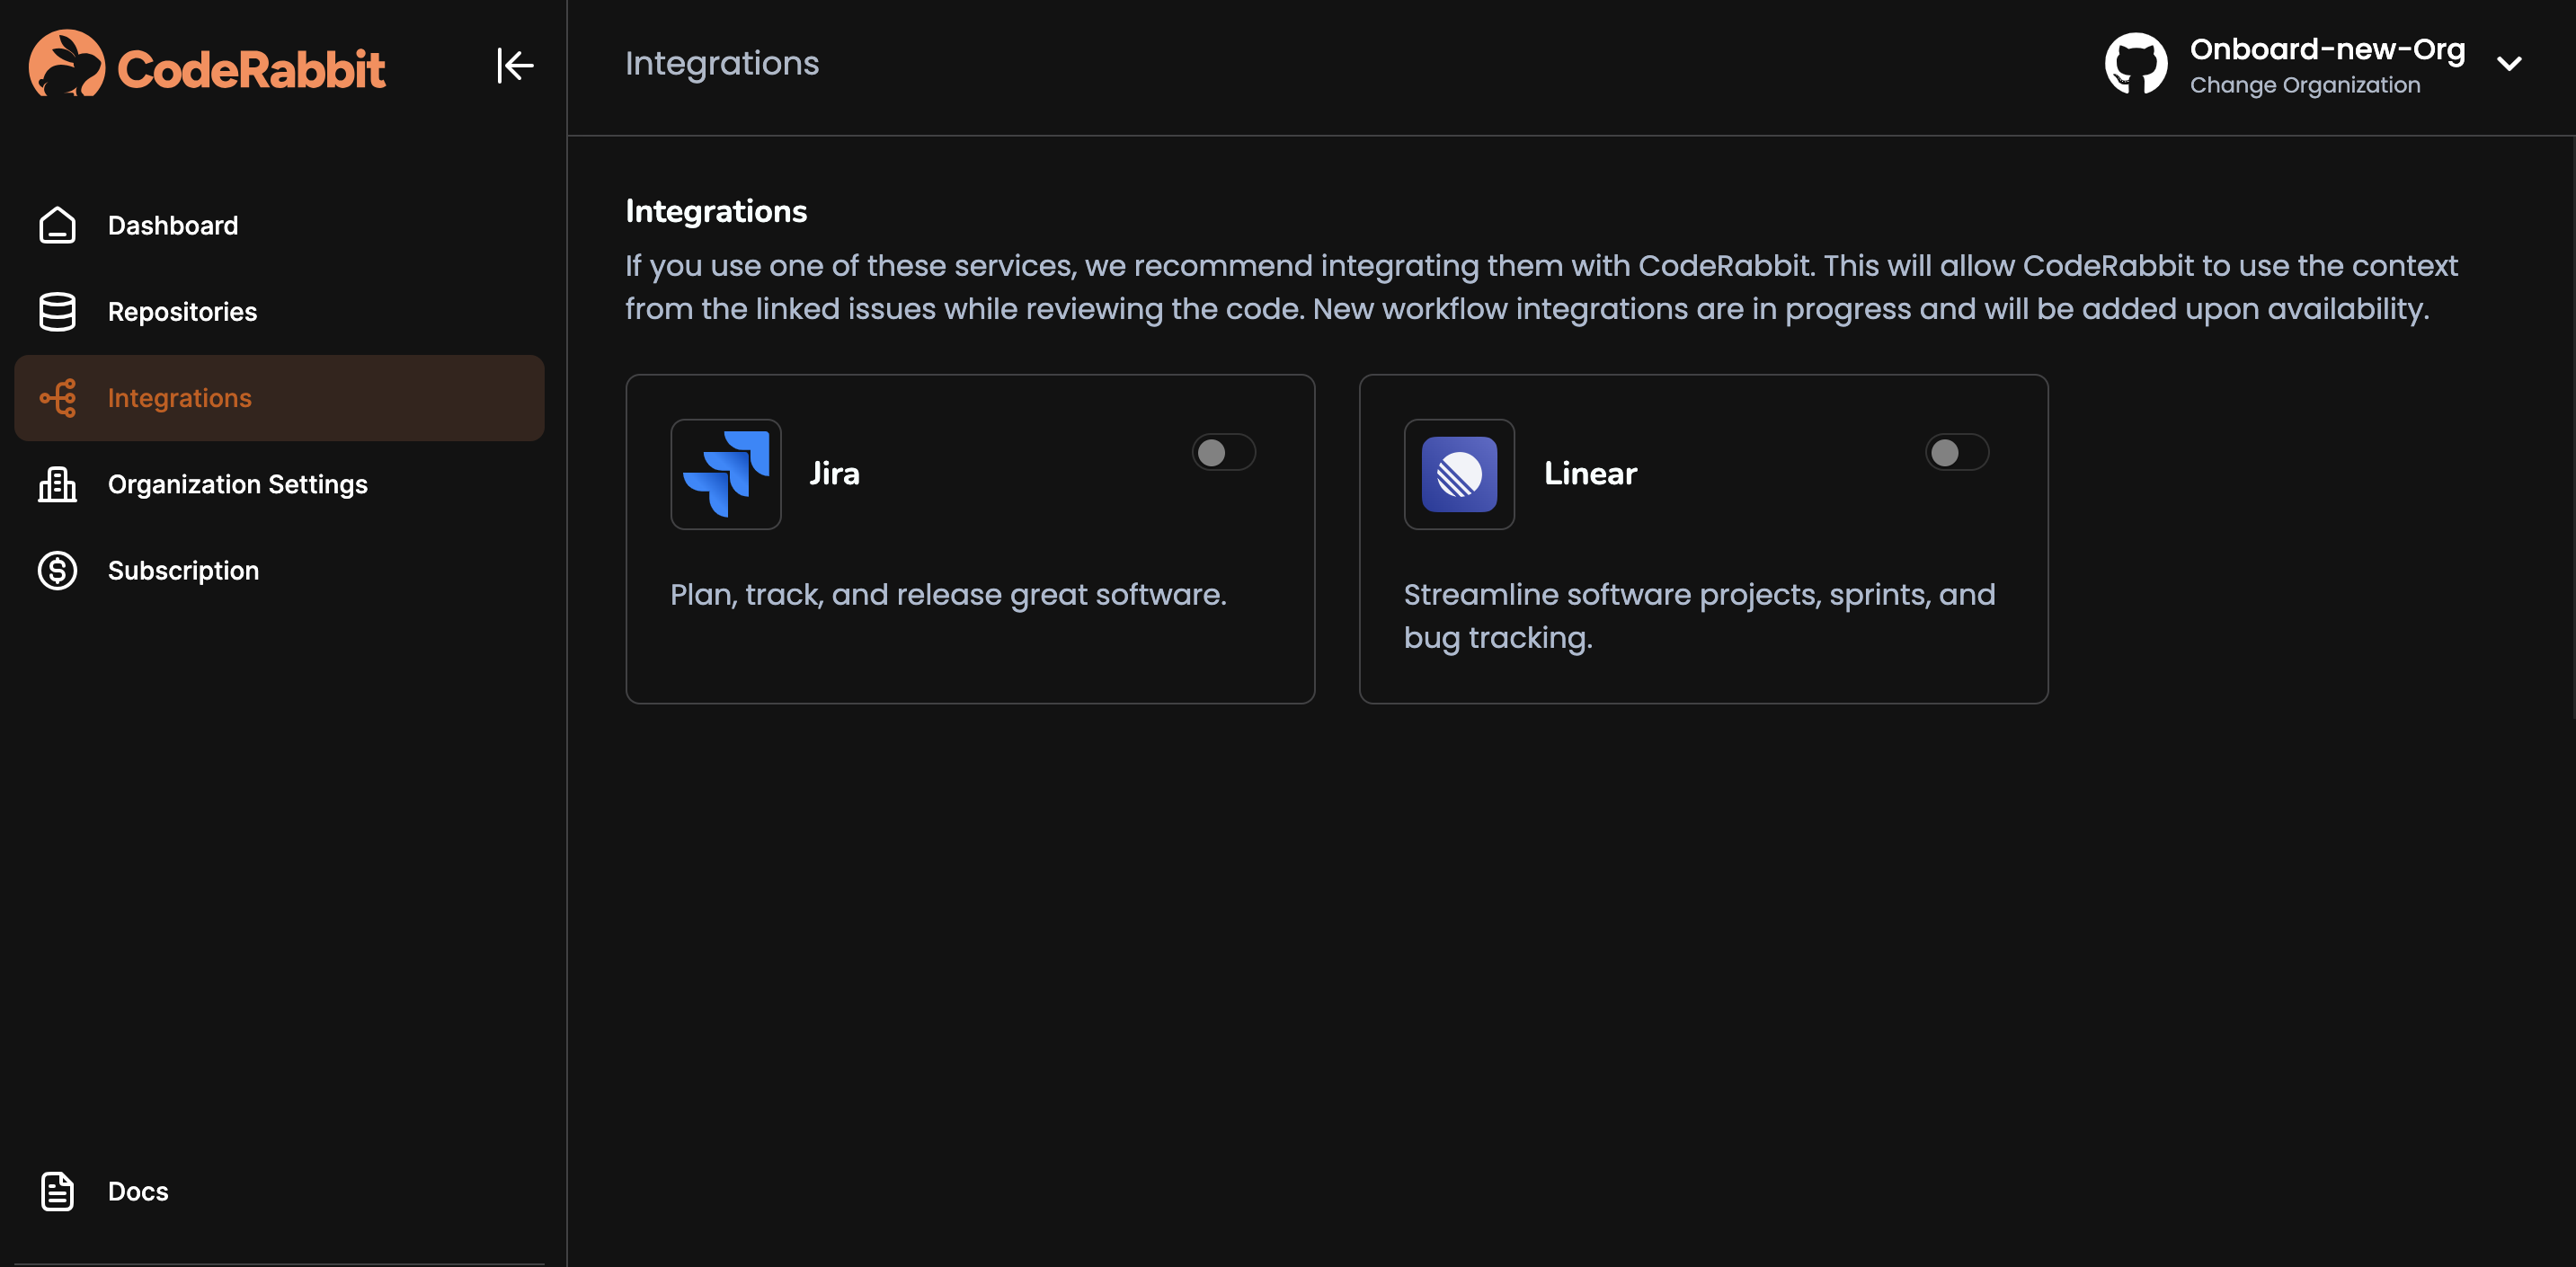 CodeRabbit
Dashboard
Repositories
Integrations
Organization Settings
Subscription
Docs
Integrations
Onboard-new-Org
Change Organization
Integrations
If you use one of these services, we recommend integrating them with CodeRabbit. This will allow CodeRabbit to use the context
from the linked issues while reviewing the code. New workflow integrations are in progress and will be added upon availability.
Jira
Plan, track, and release great software.
Linear
Streamline software projects, sprints, and
bug tracking.